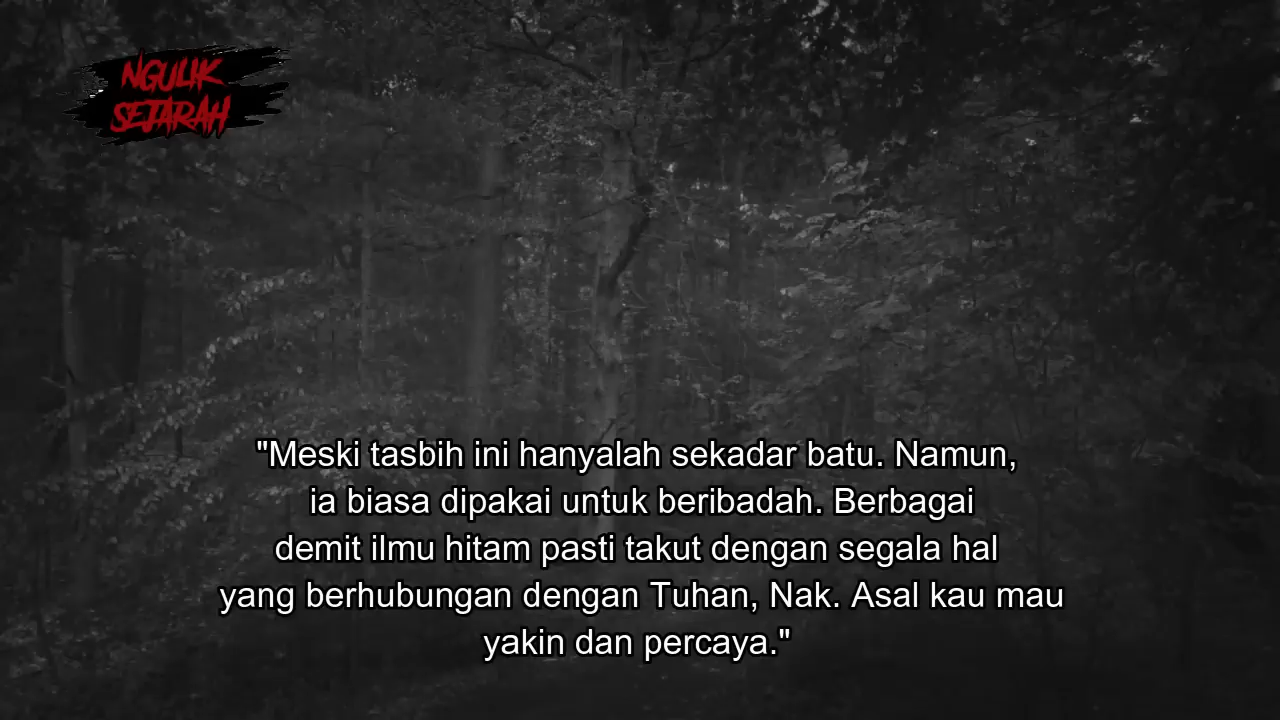 NGULIK
SEJARAH
"Meski tasbih ini hanyalah sekadar batu. Namun,
ia biasa dipakai untuk beribadah. Berbagai
demit ilmu hitam pasti takut dengan segala hal
yang berhubungan dengan Tuhan, Nak. Asal kau mau
yakin dan percaya."